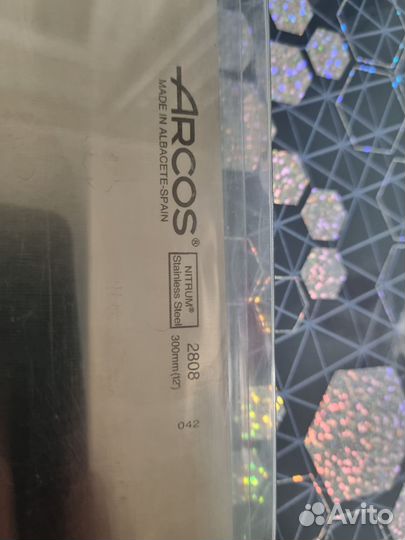 ARCOS®
MADE IN ALBACETE-SPAIN
NITRUM®
Stainless Steel
2808
300mm(12")
042
Avito